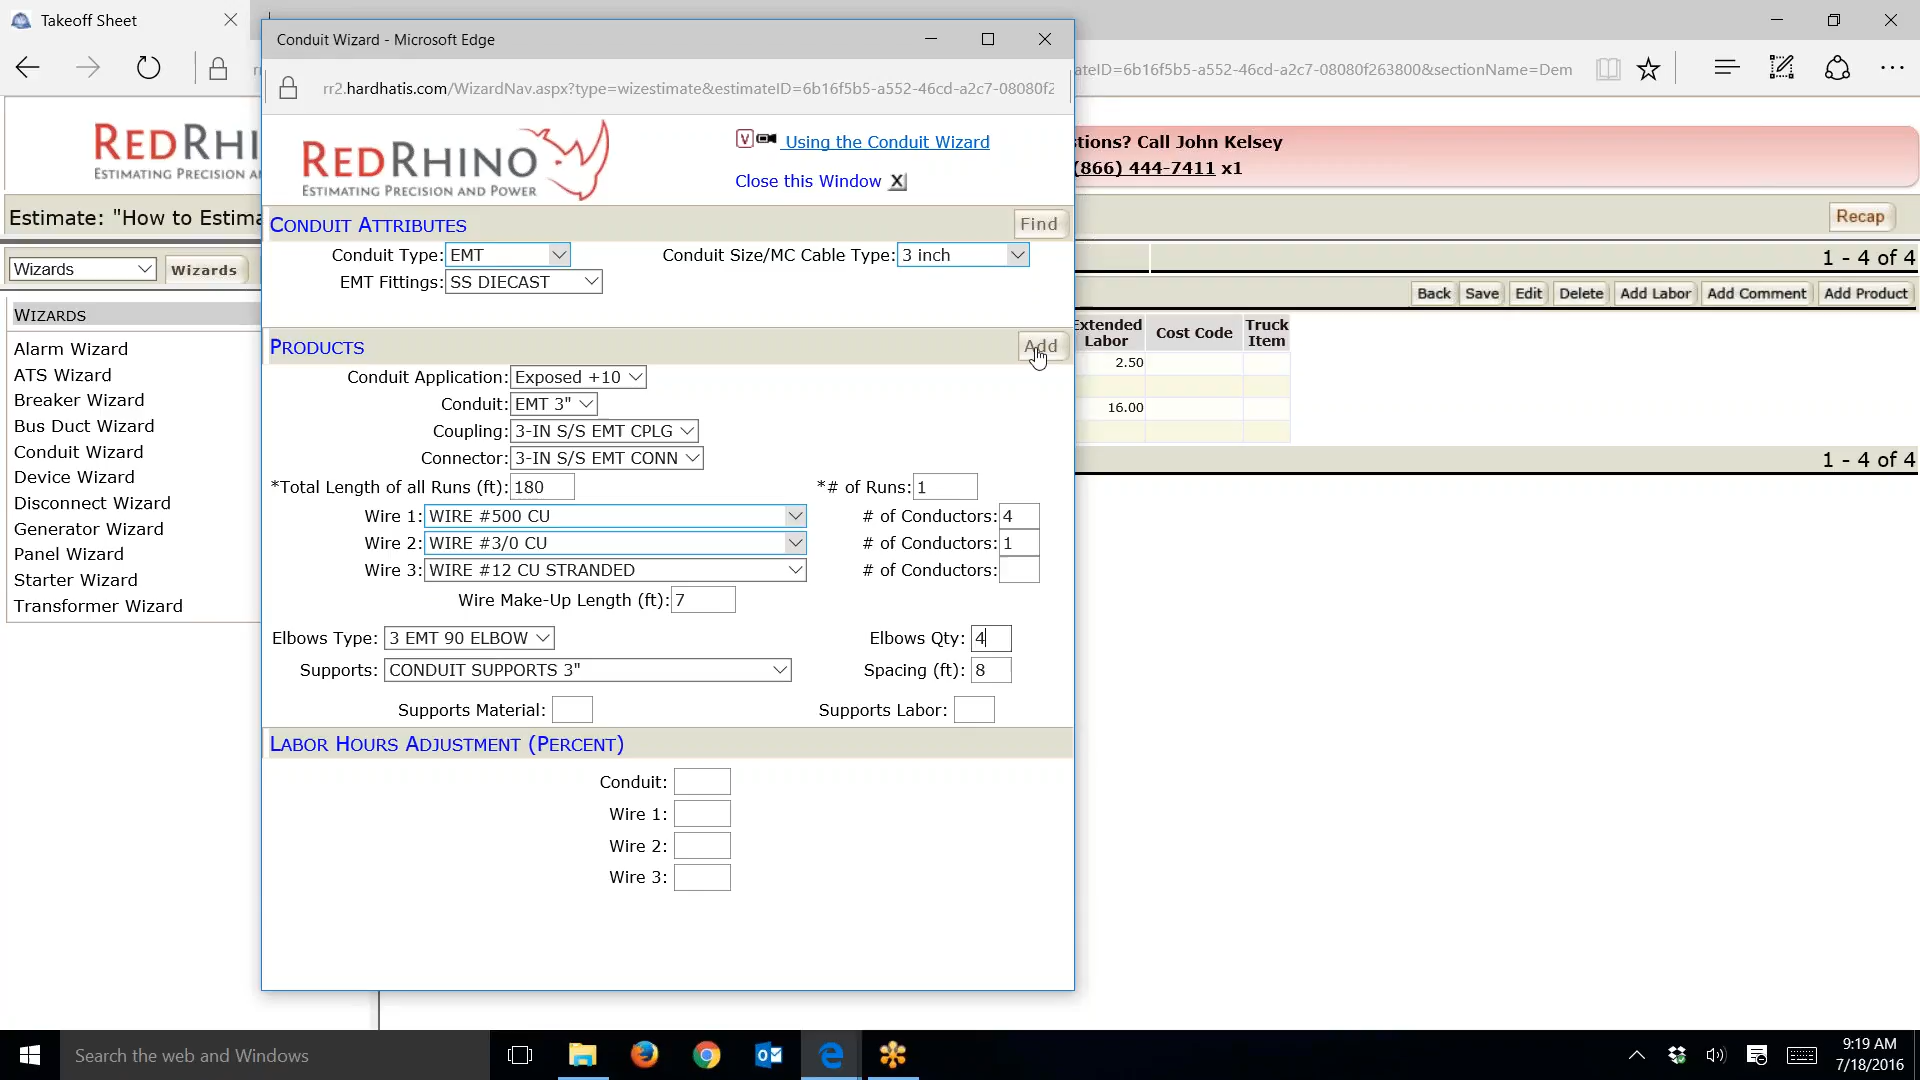 Takeoff Sheet
Conduit Wizard - Microsoft Edge
rr2.hardhatis.com/WizardNav.aspx?type=wizestimate&estimateID=6b16f5b5-a552-46cd-a2c7-08080f2
ateID=6b16f5b5-a552-46cd-a2c7-08080f263800&sectionName=Dem
REDRHI
ESTIMATING PRECISION AN
REDRHINO
ESTIMATING PRECISION AND POWER
V Using the Conduit Wizard
Close this Window X
tions? Call John Kelsey
(866) 444-7411 x1
Estimate: "How to Estima
Recap
Wizards
Wizards
1 - 4 of 4
Back Save Edit Delete Add Labor Add Comment Add Product
WIZARDS
Alarm Wizard
ATS Wizard
Breaker Wizard
Bus Duct Wizard
Conduit Wizard
Device Wizard
Disconnect Wizard
Generator Wizard
Panel Wizard
Starter Wizard
Transformer Wizard
CONDUIT ATTRIBUTES Find
Conduit Type: EMT Conduit Size/MC Cable Type: 3 inch
EMT Fittings: SS DIECAST
PRODUCTS Add
Conduit Application: Exposed +10
Conduit: EMT 3"
Coupling: 3-IN S/S EMT CPLG
Connector: 3-IN S/S EMT CONN
*Total Length of all Runs (ft): 180 *# of Runs: 1
Wire 1: WIRE #500 CU # of Conductors: 4
Wire 2: WIRE #3/0 CU # of Conductors: 1
Wire 3: WIRE #12 CU STRANDED # of Conductors:
Wire Make-Up Length (ft): 7
Elbows Type: 3 EMT 90 ELBOW Elbows Qty: 4
Supports: CONDUIT SUPPORTS 3" Spacing (ft): 8
Supports Material: Supports Labor:
LABOR HOURS ADJUSTMENT (PERCENT)
Conduit:
Wire 1:
Wire 2:
Wire 3:
Extended Labor Cost Code Truck Item
2.50
16.00
1 - 4 of 4
Search the web and Windows
9:19 AM
7/18/2016